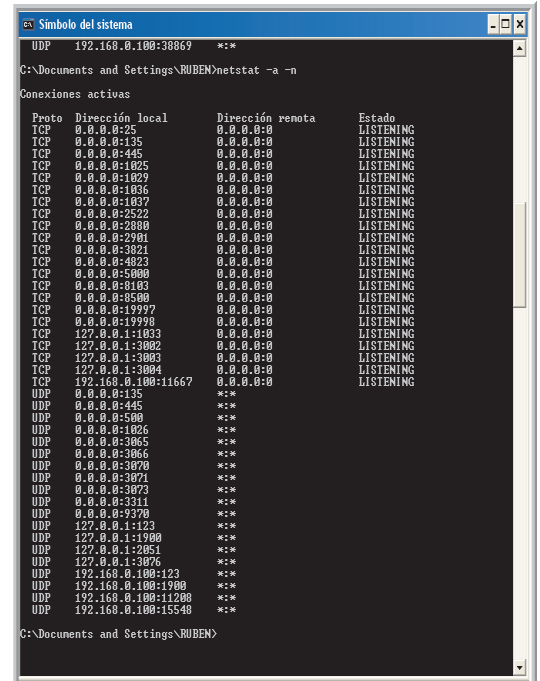 Símbolo del sistema
UDP 192.168.0.100:38869 *:*
C:\Documents and Settings\RUBEN>netstat -a -n
Conexiones activas
Proto Dirección local Dirección remota Estado
TCP 0.0.0.0:25 0.0.0.0:0 LISTENING
TCP 0.0.0.0:135 0.0.0.0:0 LISTENING
TCP 0.0.0.0:445 0.0.0.0:0 LISTENING
TCP 0.0.0.0:1025 0.0.0.0:0 LISTENING
TCP 0.0.0.0:1029 0.0.0.0:0 LISTENING
TCP 0.0.0.0:1036 0.0.0.0:0 LISTENING
TCP 0.0.0.0:1037 0.0.0.0:0 LISTENING
TCP 0.0.0.0:2522 0.0.0.0:0 LISTENING
TCP 0.0.0.0:2880 0.0.0.0:0 LISTENING
TCP 0.0.0.0:2901 0.0.0.0:0 LISTENING
TCP 0.0.0.0:3821 0.0.0.0:0 LISTENING
TCP 0.0.0.0:4823 0.0.0.0:0 LISTENING
TCP 0.0.0.0:5000 0.0.0.0:0 LISTENING
TCP 0.0.0.0:8103 0.0.0.0:0 LISTENING
TCP 0.0.0.0:8500 0.0.0.0:0 LISTENING
TCP 0.0.0.0:19997 0.0.0.0:0 LISTENING
TCP 0.0.0.0:19998 0.0.0.0:0 LISTENING
TCP 127.0.0.1:1033 0.0.0.0:0 LISTENING
TCP 127.0.0.1:3002 0.0.0.0:0 LISTENING
TCP 127.0.0.1:3003 0.0.0.0:0 LISTENING
TCP 127.0.0.1:3004 0.0.0.0:0 LISTENING
TCP 192.168.0.100:11667 0.0.0.0:0 LISTENING
UDP 0.0.0.0:135 *:*
UDP 0.0.0.0:445 *:*
UDP 0.0.0.0:500 *:*
UDP 0.0.0.0:1026 *:*
UDP 0.0.0.0:3065 *:*
UDP 0.0.0.0:3066 *:*
UDP 0.0.0.0:3070 *:*
UDP 0.0.0.0:3071 *:*
UDP 0.0.0.0:3073 *:*
UDP 0.0.0.0:3311 *:*
UDP 0.0.0.0:9370 *:*
UDP 127.0.0.1:123 *:*
UDP 127.0.0.1:1900 *:*
UDP 127.0.0.1:2051 *:*
UDP 127.0.0.1:3076 *:*
UDP 192.168.0.100:123 *:*
UDP 192.168.0.100:1900 *:*
UDP 192.168.0.100:11208 *:*
UDP 192.168.0.100:15548 *:*
C:\Documents and Settings\RUBEN>